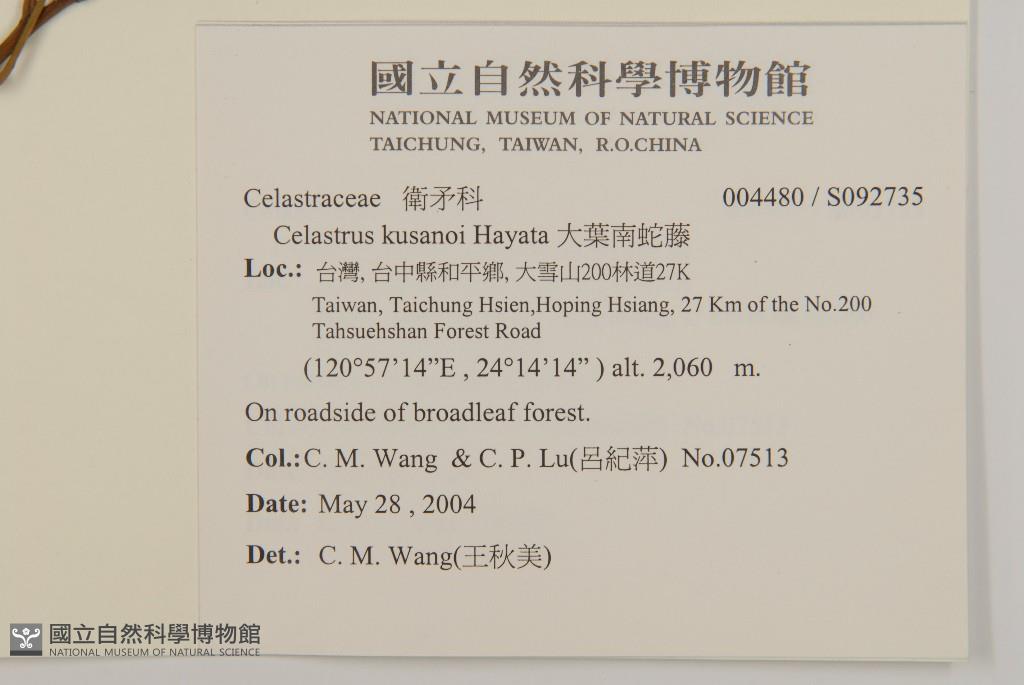 國立自然科學博物館
NATIONAL MUSEUM OF NATURAL SCIENCE
TAICHUNG, TAIWAN, R.O.CHINA
Celastraceae 衛矛科 004480 / S092735
Celastrus kusanoi Hayata 大葉南蛇藤
Loc.: 台灣, 台中縣和平鄉, 大雪山200林道27K
Taiwan, Taichung Hsien,Hoping Hsiang, 27 Km of the No.200
Tahsuehshan Forest Road
(120°57’14”E , 24°14’14” ) alt. 2,060 m.
On roadside of broadleaf forest.
Col.: C. M. Wang & C. P. Lu(呂紀萍) No.07513
Date: May 28 , 2004
Det.: C. M. Wang(王秋美)
國立自然科學博物館
NATIONAL MUSEUM OF NATURAL SCIENCE